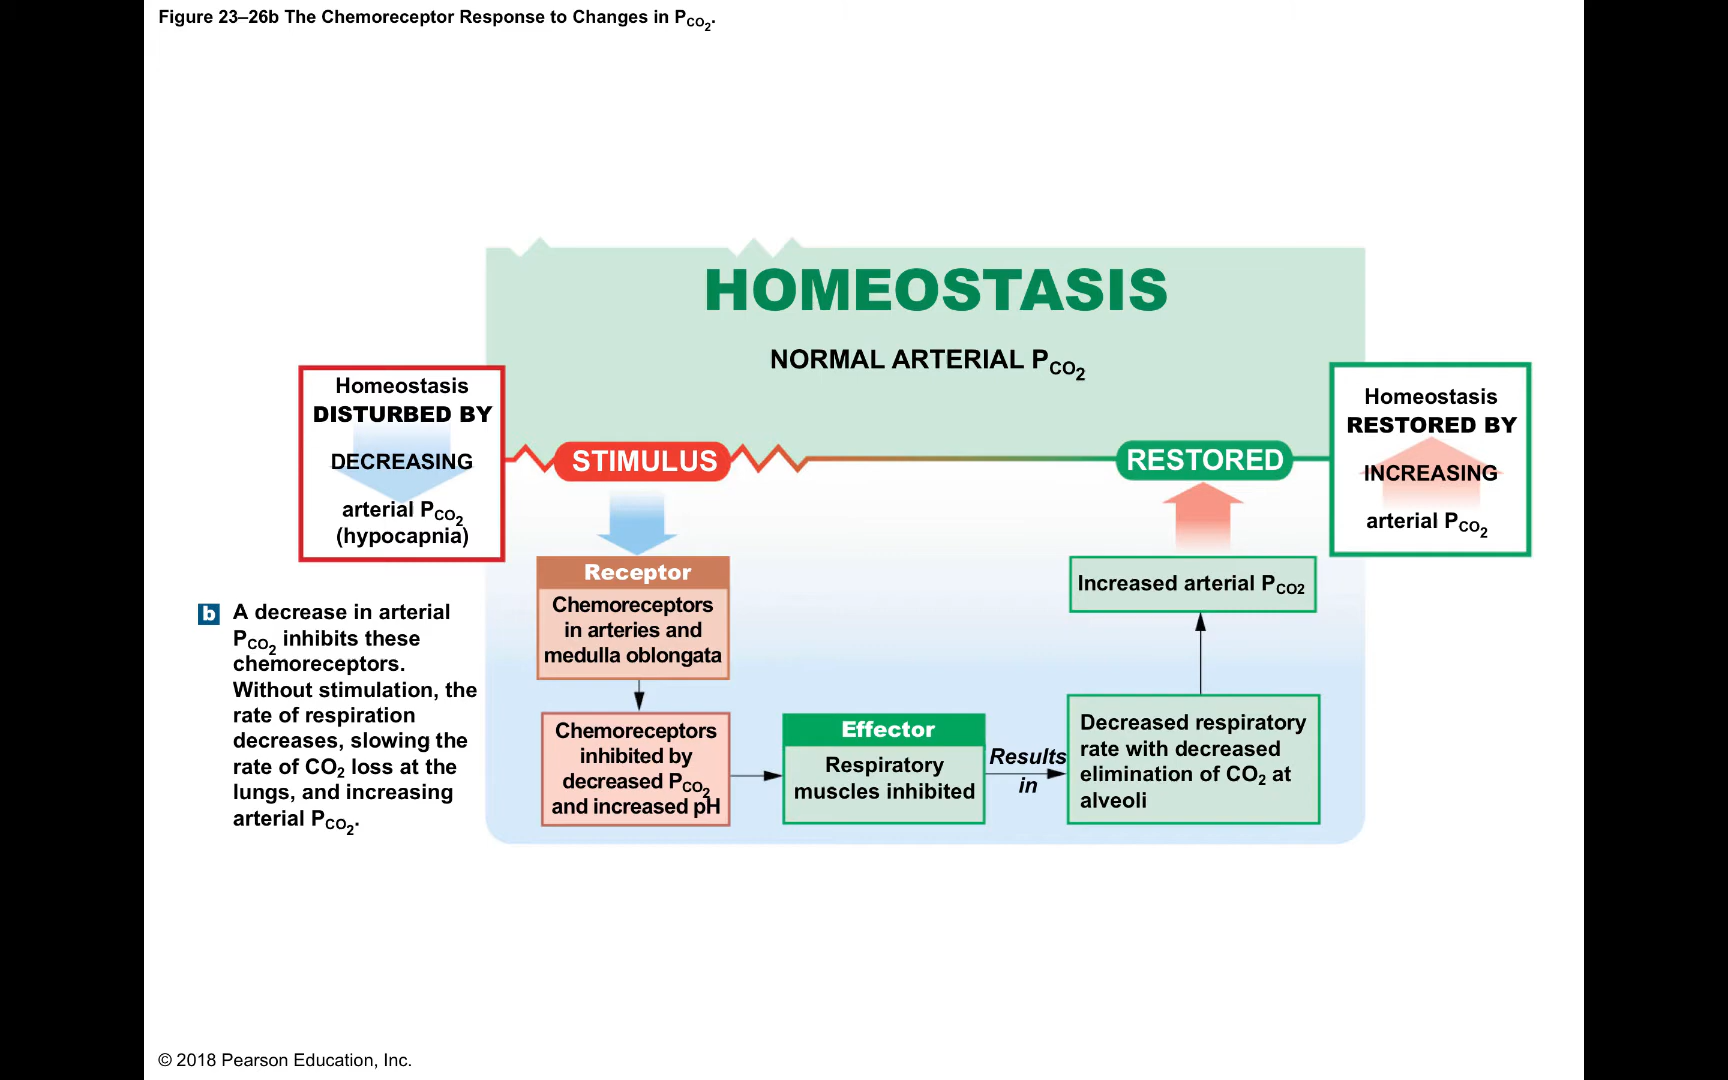 Figure 23–26b The Chemoreceptor Response to Changes in PCO2.
HOMEOSTASIS
NORMAL ARTERIAL PCO2
Homeostasis
DISTURBED BY
DECREASING
arterial PCO2
(hypocapnia)
STIMULUS
RESTORED
Homeostasis
RESTORED BY
INCREASING
arterial PCO2
Receptor
Chemoreceptors
in arteries and
medulla oblongata
Chemoreceptors
inhibited by
decreased PCO2
and increased pH
Effector
Respiratory
muscles inhibited
Results
in
Decreased respiratory
rate with decreased
elimination of CO2 at
alveoli
Increased arterial PCO2
b A decrease in arterial
PCO2 inhibits these
chemoreceptors.
Without stimulation, the
rate of respiration
decreases, slowing the
rate of CO2 loss at the
lungs, and increasing
arterial PCO2.
© 2018 Pearson Education, Inc.